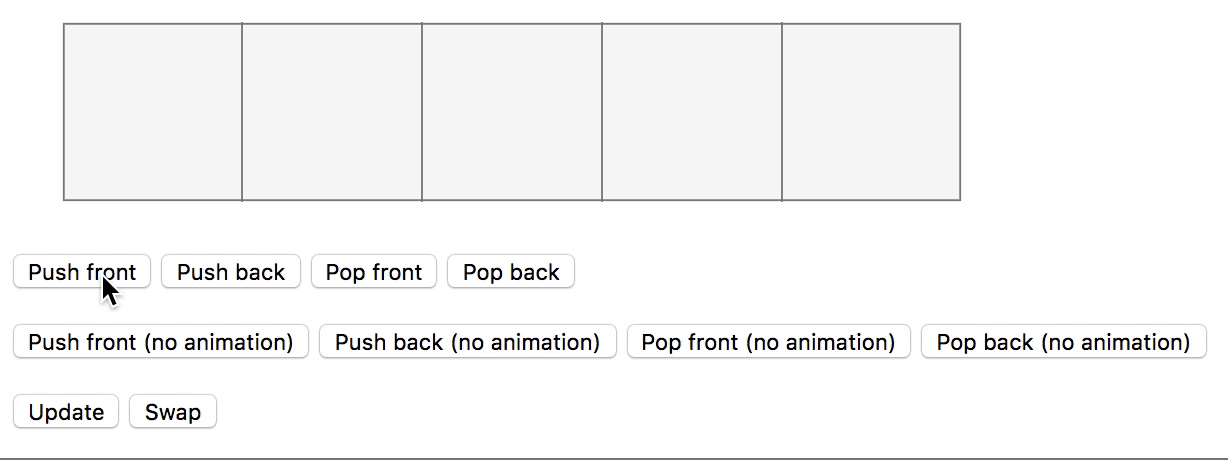 Push front Push back Pop front Pop back
Push front (no animation) Push back (no animation) Pop front (no animation) Pop back (no animation)
Update Swap